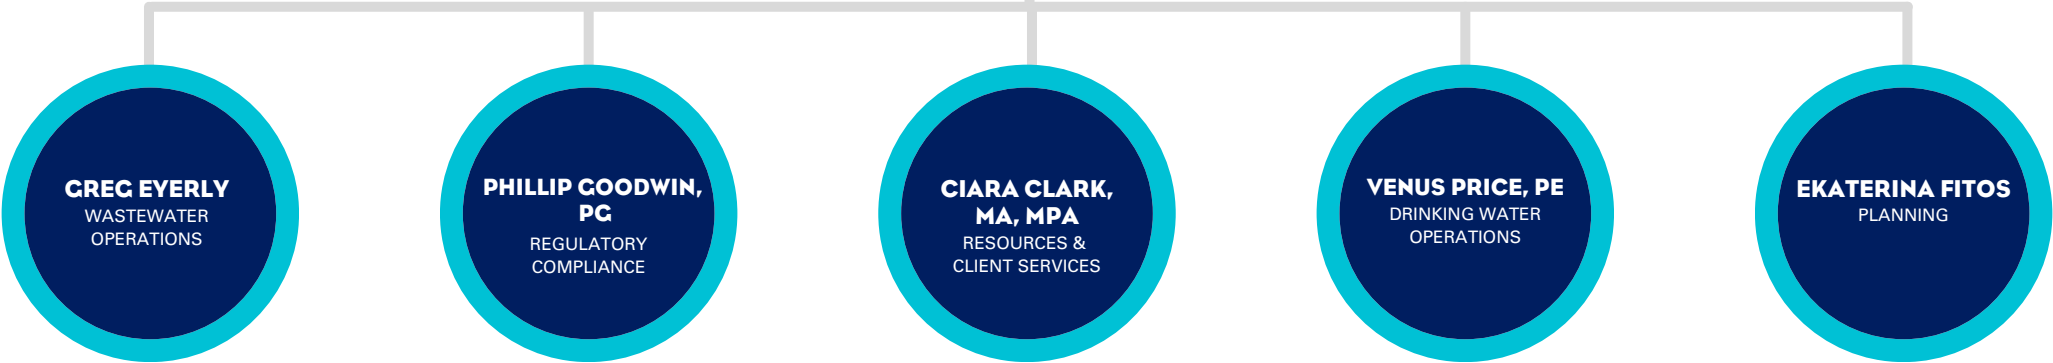 GREG EYERLY
WASTEWATER
OPERATIONS
PHILLIP GOODWIN,
PG
REGULATORY
COMPLIANCE
CIARA CLARK,
MA, MPA
RESOURCES &
CLIENT SERVICES
VENUS PRICE, PE
DRINKING WATER
OPERATIONS
EKATERINA FITOS
PLANNING